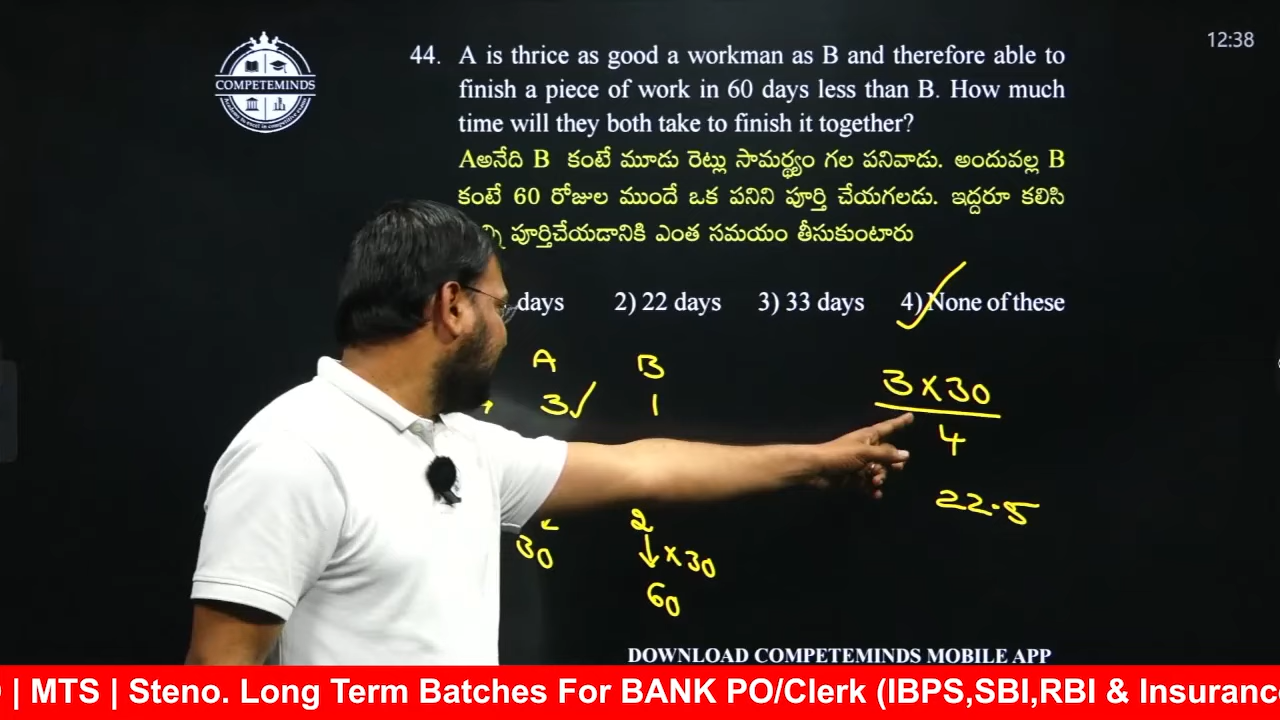 12:38
COMPETEMINDS
44. A is thrice as good a workman as B and therefore able to
finish a piece of work in 60 days less than B. How much
time will they both take to finish it together?
Aఅనేది B కంటే మూడు రెట్లు సామర్థ్యం గల పనివాడు. అందువల్ల B
కంటే 60 రోజుల ముందే ఒక పనిని పూర్తి చేయగలడు. ఇద్దరూ కలిసి
పూర్తిచేయడానికి ఎంత సమయం తీసుకుంటారు
days 2) 22 days 3) 33 days 4) None of these
A B
3 1
3 x 30
4
22.5
2
30
x 30
60
DOWNLOAD COMPETEMINDS MOBILE APP
| MTS | Steno. Long Term Batches For BANK PO/Clerk (IBPS,SBI,RBI & Insuranc